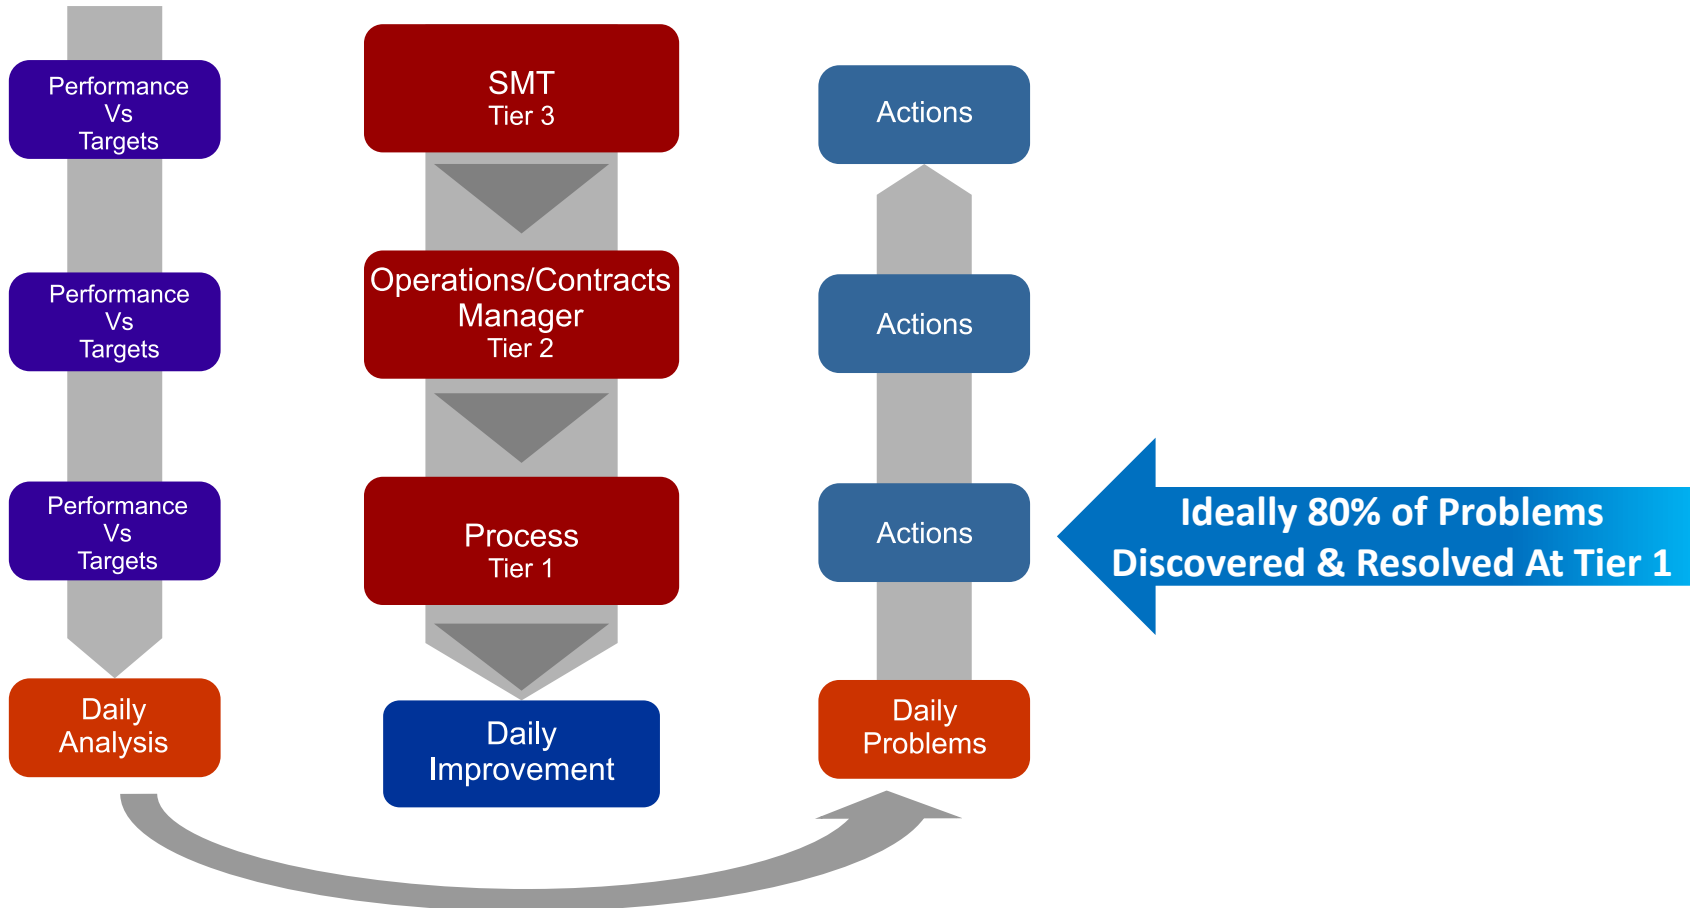 Performance
Vs
Targets
SMT
Tier 3
Actions
Performance
Vs
Targets
Operations/Contracts
Manager
Tier 2
Actions
Performance
Vs
Targets
Process
Tier 1
Actions
Ideally 80% of Problems
Discovered & Resolved At Tier 1
Daily
Analysis
Daily
Improvement
Daily
Problems